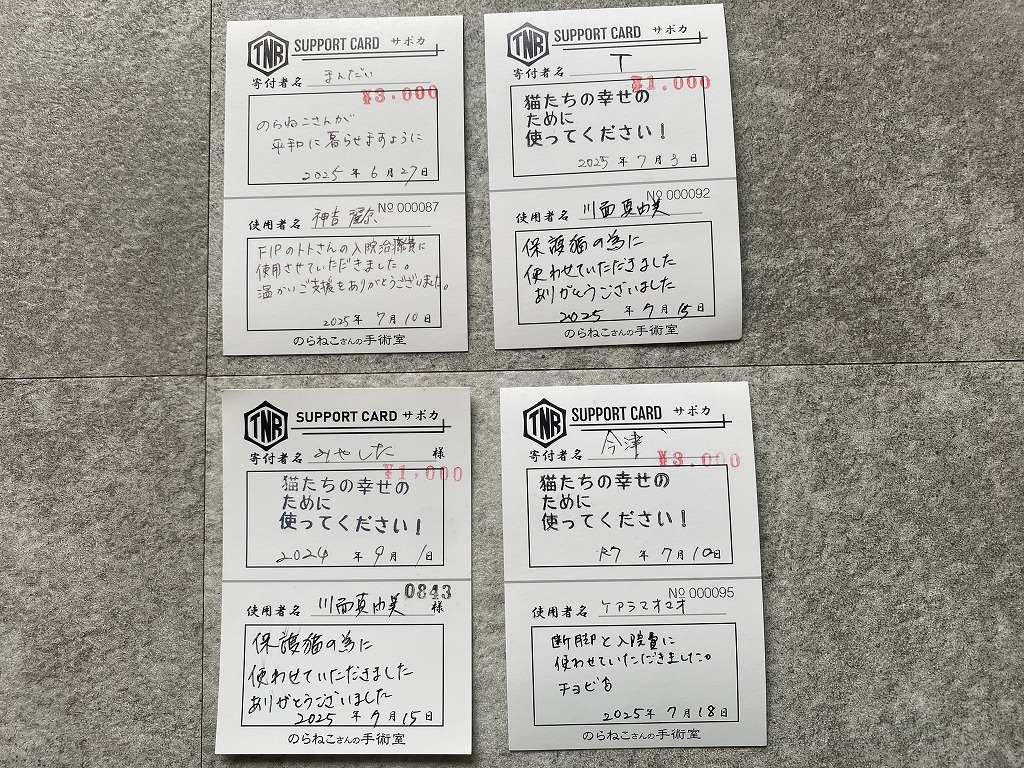 TNR SUPPORT CARD サポカ
寄付者名 まんだい
¥3.000
のらねこさんが
平和に暮らせますように
2025 年 6 月 27 日
No 000087
使用者名 神吉
FIPのトトさんの入院治療費に
使用させていただきました。
温かいご支援をありがとうございました。
2025 年 7 月 10 日
のらねこさんの手術室
TNR SUPPORT CARD サポカ
寄付者名 T
¥1.000
猫たちの幸せの
ために
使ってください！
2025 年 7 月 3 日
No 000092
使用者名 川面真由美
保護猫の為に
使わせていただきました
ありがとうございました
2025 年 7 月 15 日
のらねこさんの手術室
TNR SUPPORT CARD サポカ
寄付者名 みやした 様
¥1,000
猫たちの幸せの
ために
使ってください！
2024 年 9 月 1 日
0843
使用者名 川面真由美 様
保護猫の為に
使わせていただきました
ありがとうございました
2025 年 7 月 15 日
のらねこさんの手術室
TNR SUPPORT CARD サポカ
寄付者名 今津
¥3.000
猫たちの幸せの
ために
使ってください！
R7 年 7 月 10 日
No 000095
使用者名 ケアラマオマオ
断脚と入院費に
使わせていただきました。
チョビ
2025 年 7 月 18 日
のらねこさんの手術室